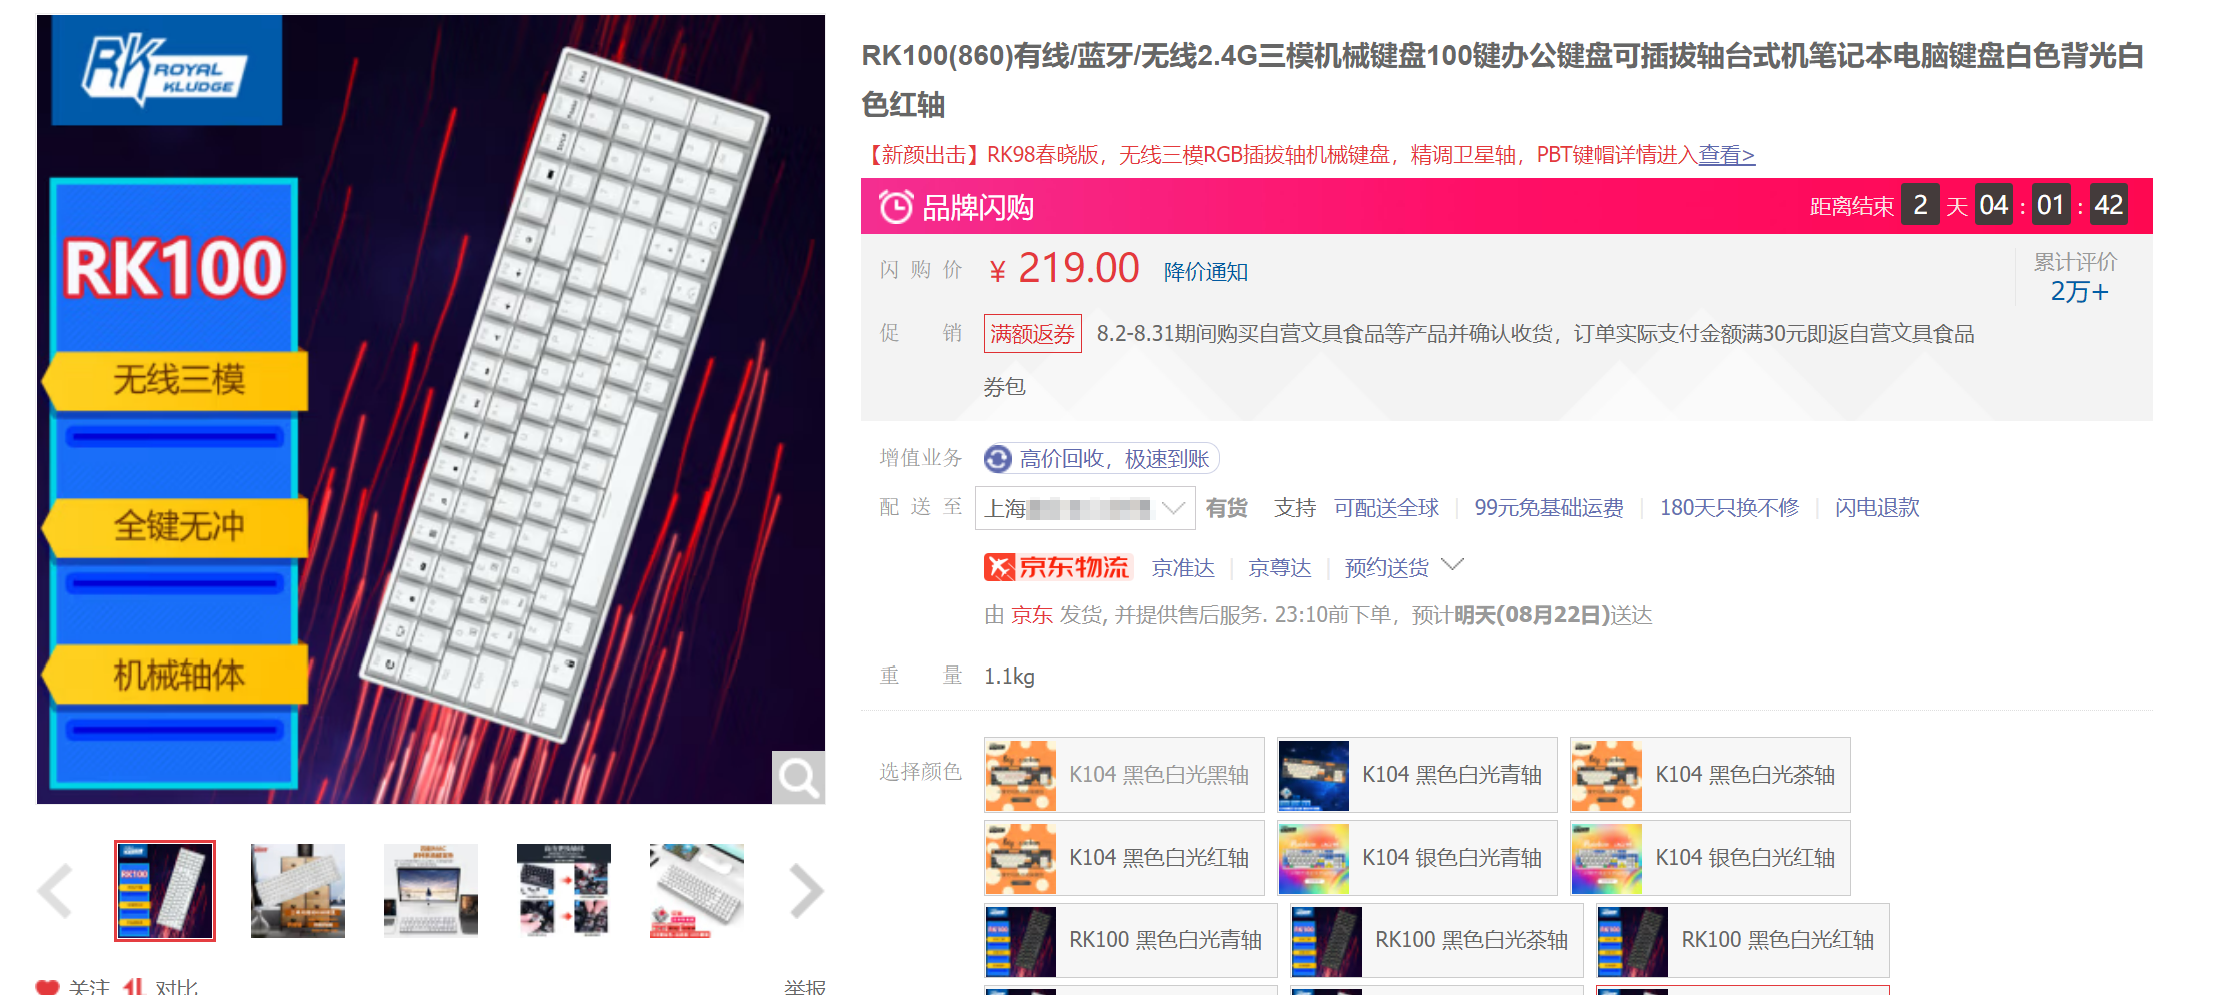 RK ROYAL KLUDGE
RK100
无线三模
全键无冲
机械轴体
关注 对比 举报
RK100(860)有线/蓝牙/无线2.4G三模机械键盘100键办公键盘可插拔轴台式机笔记本电脑键盘白色背光白
色红轴
【新颜出击】RK98春晓版，无线三模RGB插拔轴机械键盘，精调卫星轴，PBT键帽详情进入查看>
品牌闪购 距离结束 2 天 04 : 01 : 42
闪购价 ￥ 219.00 降价通知 累计评价
2万+
促销 满额返券 8.2-8.31期间购买自营文具食品等产品并确认收货，订单实际支付金额满30元即返自营文具食品
券包
增值业务 高价回收，极速到账
配送至 上海 有货 支持 可配送全球 99元免基础运费 180天只换不修 闪电退款
京东物流 京准达 京尊达 预约送货
由 京东 发货, 并提供售后服务. 23:10前下单，预计明天(08月22日)送达
重量 1.1kg
选择颜色 K104 黑色白光黑轴 K104 黑色白光青轴 K104 黑色白光茶轴
K104 黑色白光红轴 K104 银色白光青轴 K104 银色白光红轴
RK100 黑色白光青轴 RK100 黑色白光茶轴 RK100 黑色白光红轴